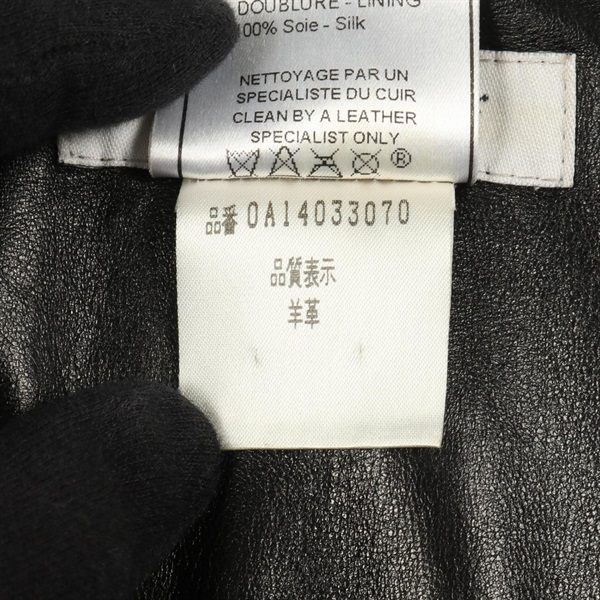 DOUBLURE - LINING
100% Soie - Silk
NETTOYAGE PAR UN
SPECIALISTE DU CUIR
CLEAN BY A LEATHER
SPECIALIST ONLY
®
品番 0A14033070
品質表示
羊革